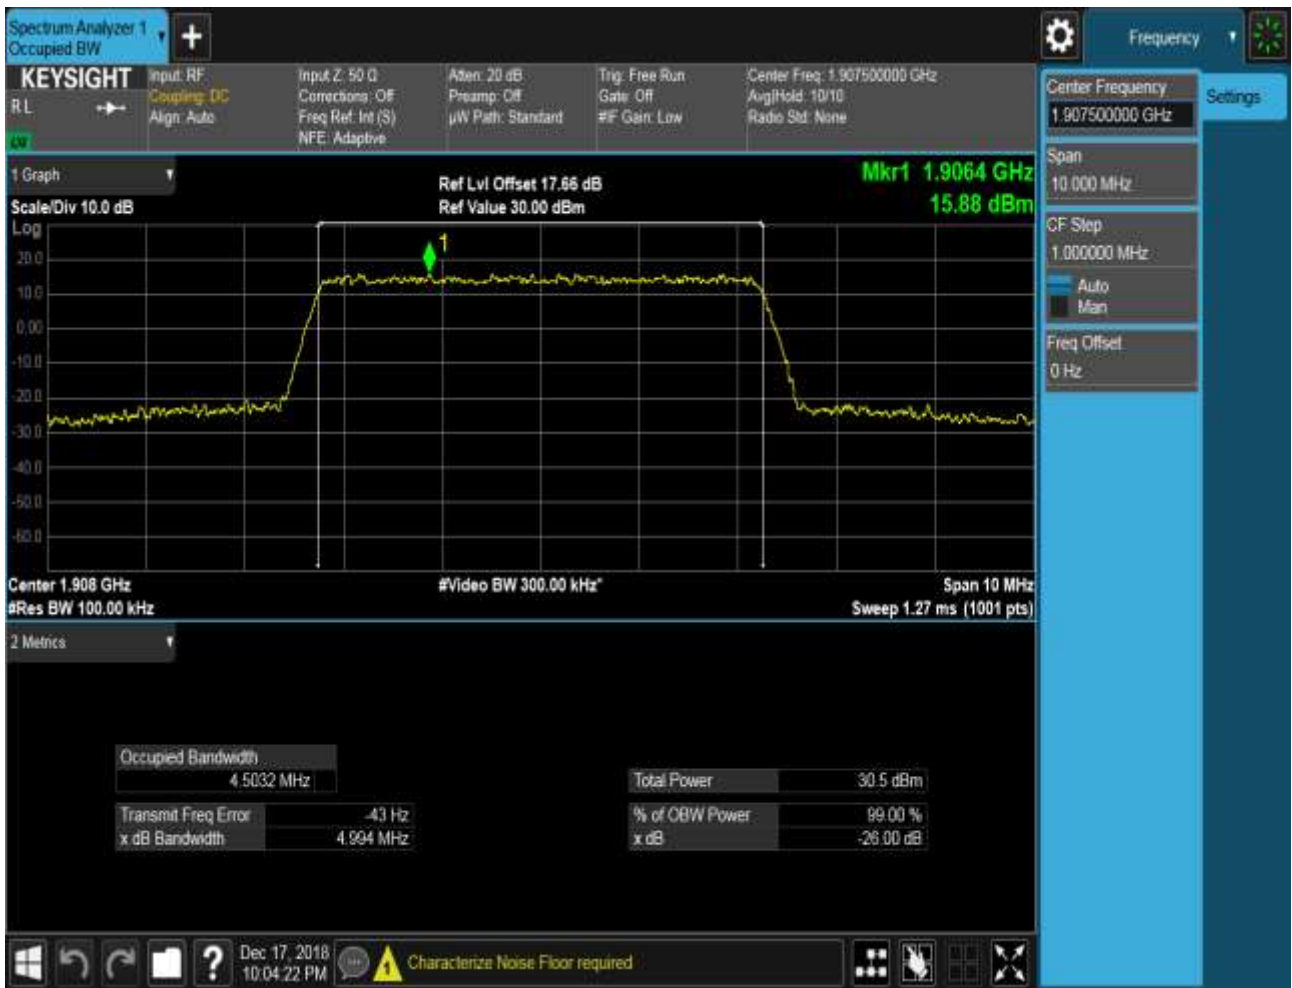 Spectrum Analyzer 1
Occupied BW
Frequency
KEYSIGHT
R L
Input: RF
Coupling: DC
Align: Auto
Input Z: 50 Ω
Corrections: Off
Freq Ref: Int (S)
NFE: Adaptive
Atten: 20 dB
Preamp: Off
µW Path: Standard
Trig: Free Run
Gate: Off
#IF Gain: Low
Center Freq: 1.907500000 GHz
Avg|Hold: 10/10
Radio Std: None
Center Frequency
1.907500000 GHz
Settings
Span
10.000 MHz
CF Step
1.000000 MHz
Auto
Man
Freq Offset
0 Hz
1 Graph
Scale/Div 10.0 dB
Ref Lvl Offset 17.66 dB
Ref Value 30.00 dBm
Mkr1 1.9064 GHz
15.88 dBm
Log
20.0
10.0
0.00
-10.0
-20.0
-30.0
-40.0
-50.0
-60.0
1
Center 1.908 GHz
#Res BW 100.00 kHz
#Video BW 300.00 kHz*
Span 10 MHz
Sweep 1.27 ms (1001 pts)
2 Metrics
Occupied Bandwidth
4.5032 MHz
Transmit Freq Error -43 Hz
x dB Bandwidth 4.994 MHz
Total Power 30.5 dBm
% of OBW Power 99.00 %
x dB -26.00 dB
?
Dec 17, 2018
10:04:22 PM
1
Characterize Noise Floor required